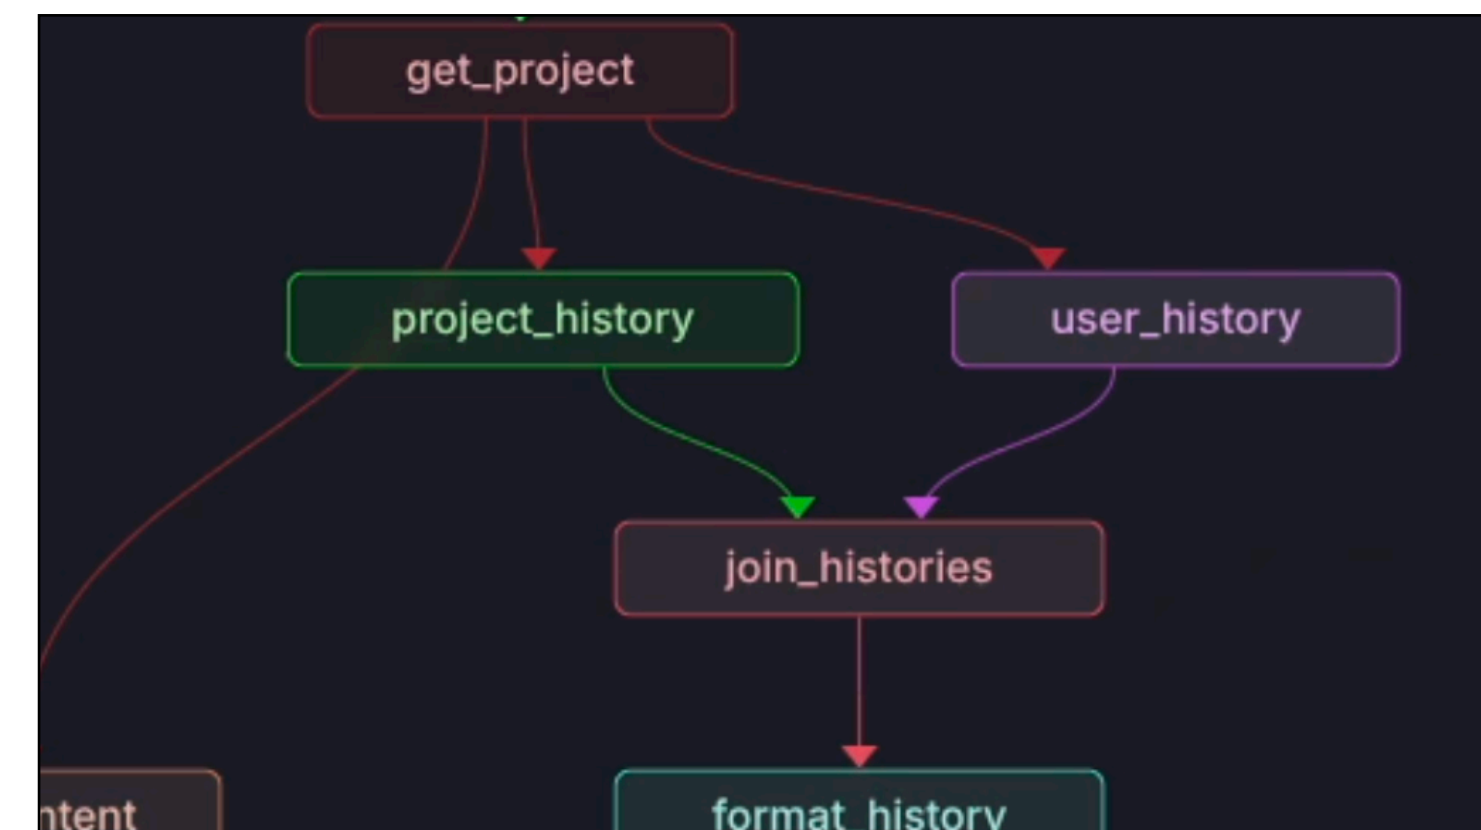 get_project
project_history
user_history
join_histories
ntent
format_history